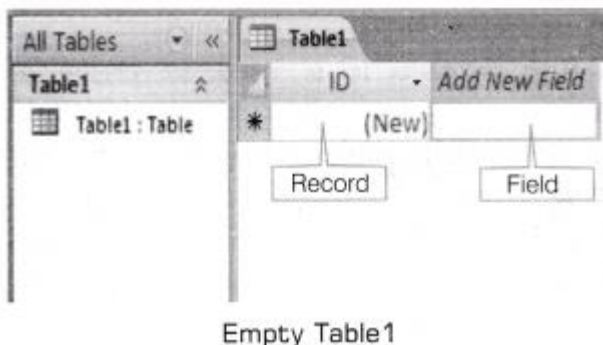 All Tables «
Table1
Table1 : Table
Table1
ID Add New Field
* (New)
Record Field
Empty Table1